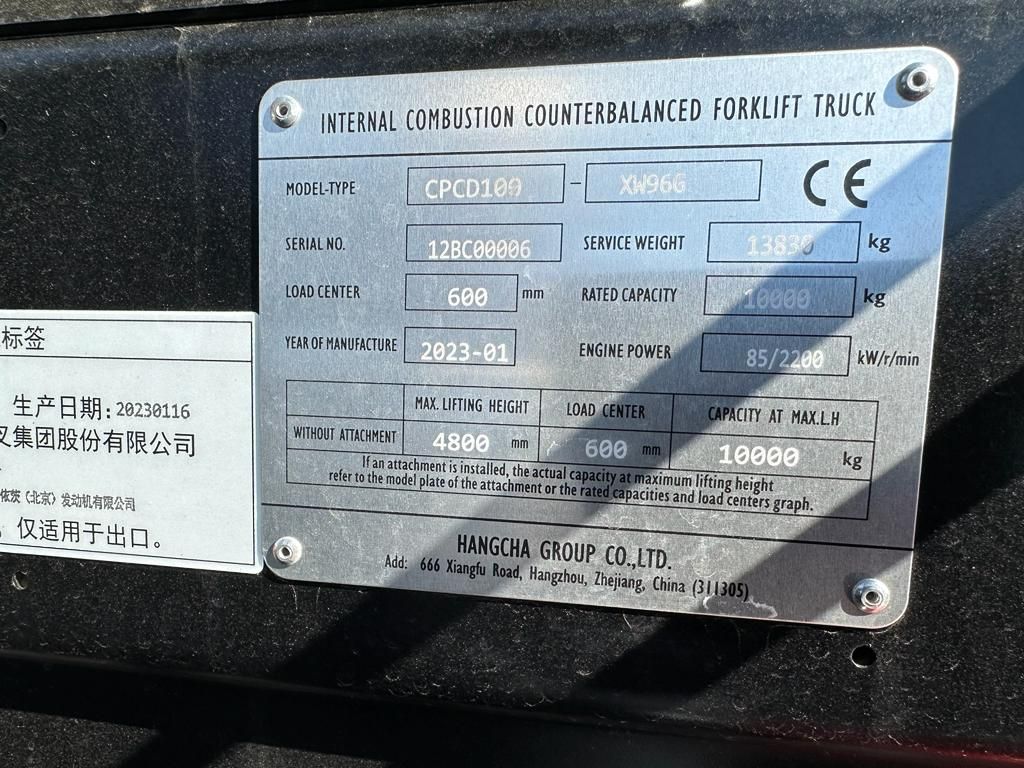 INTERNAL COMBUSTION COUNTERBALANCED FORKLIFT TRUCK
MODEL-TYPE CPCD100 - XW96G CE
SERIAL NO. 12BC00006 SERVICE WEIGHT 13830 kg
LOAD CENTER 600 mm RATED CAPACITY 10000 kg
YEAR OF MANUFACTURE 2023-01 ENGINE POWER 85/2200 kW/r/min
MAX. LIFTING HEIGHT LOAD CENTER CAPACITY AT MAX.L.H
WITHOUT ATTACHMENT 4800 mm 600 mm 10000 kg
If an attachment is installed, the actual capacity at maximum lifting height
refer to the model plate of the attachment or the rated capacities and load centers graph.
HANGCHA GROUP CO.,LTD.
Add: 666 Xiangfu Road, Hangzhou, Zhejiang, China (311305)
标签
生产日期: 20230116
叉集团股份有限公司
依茨（北京）发动机有限公司
仅适用于出口。